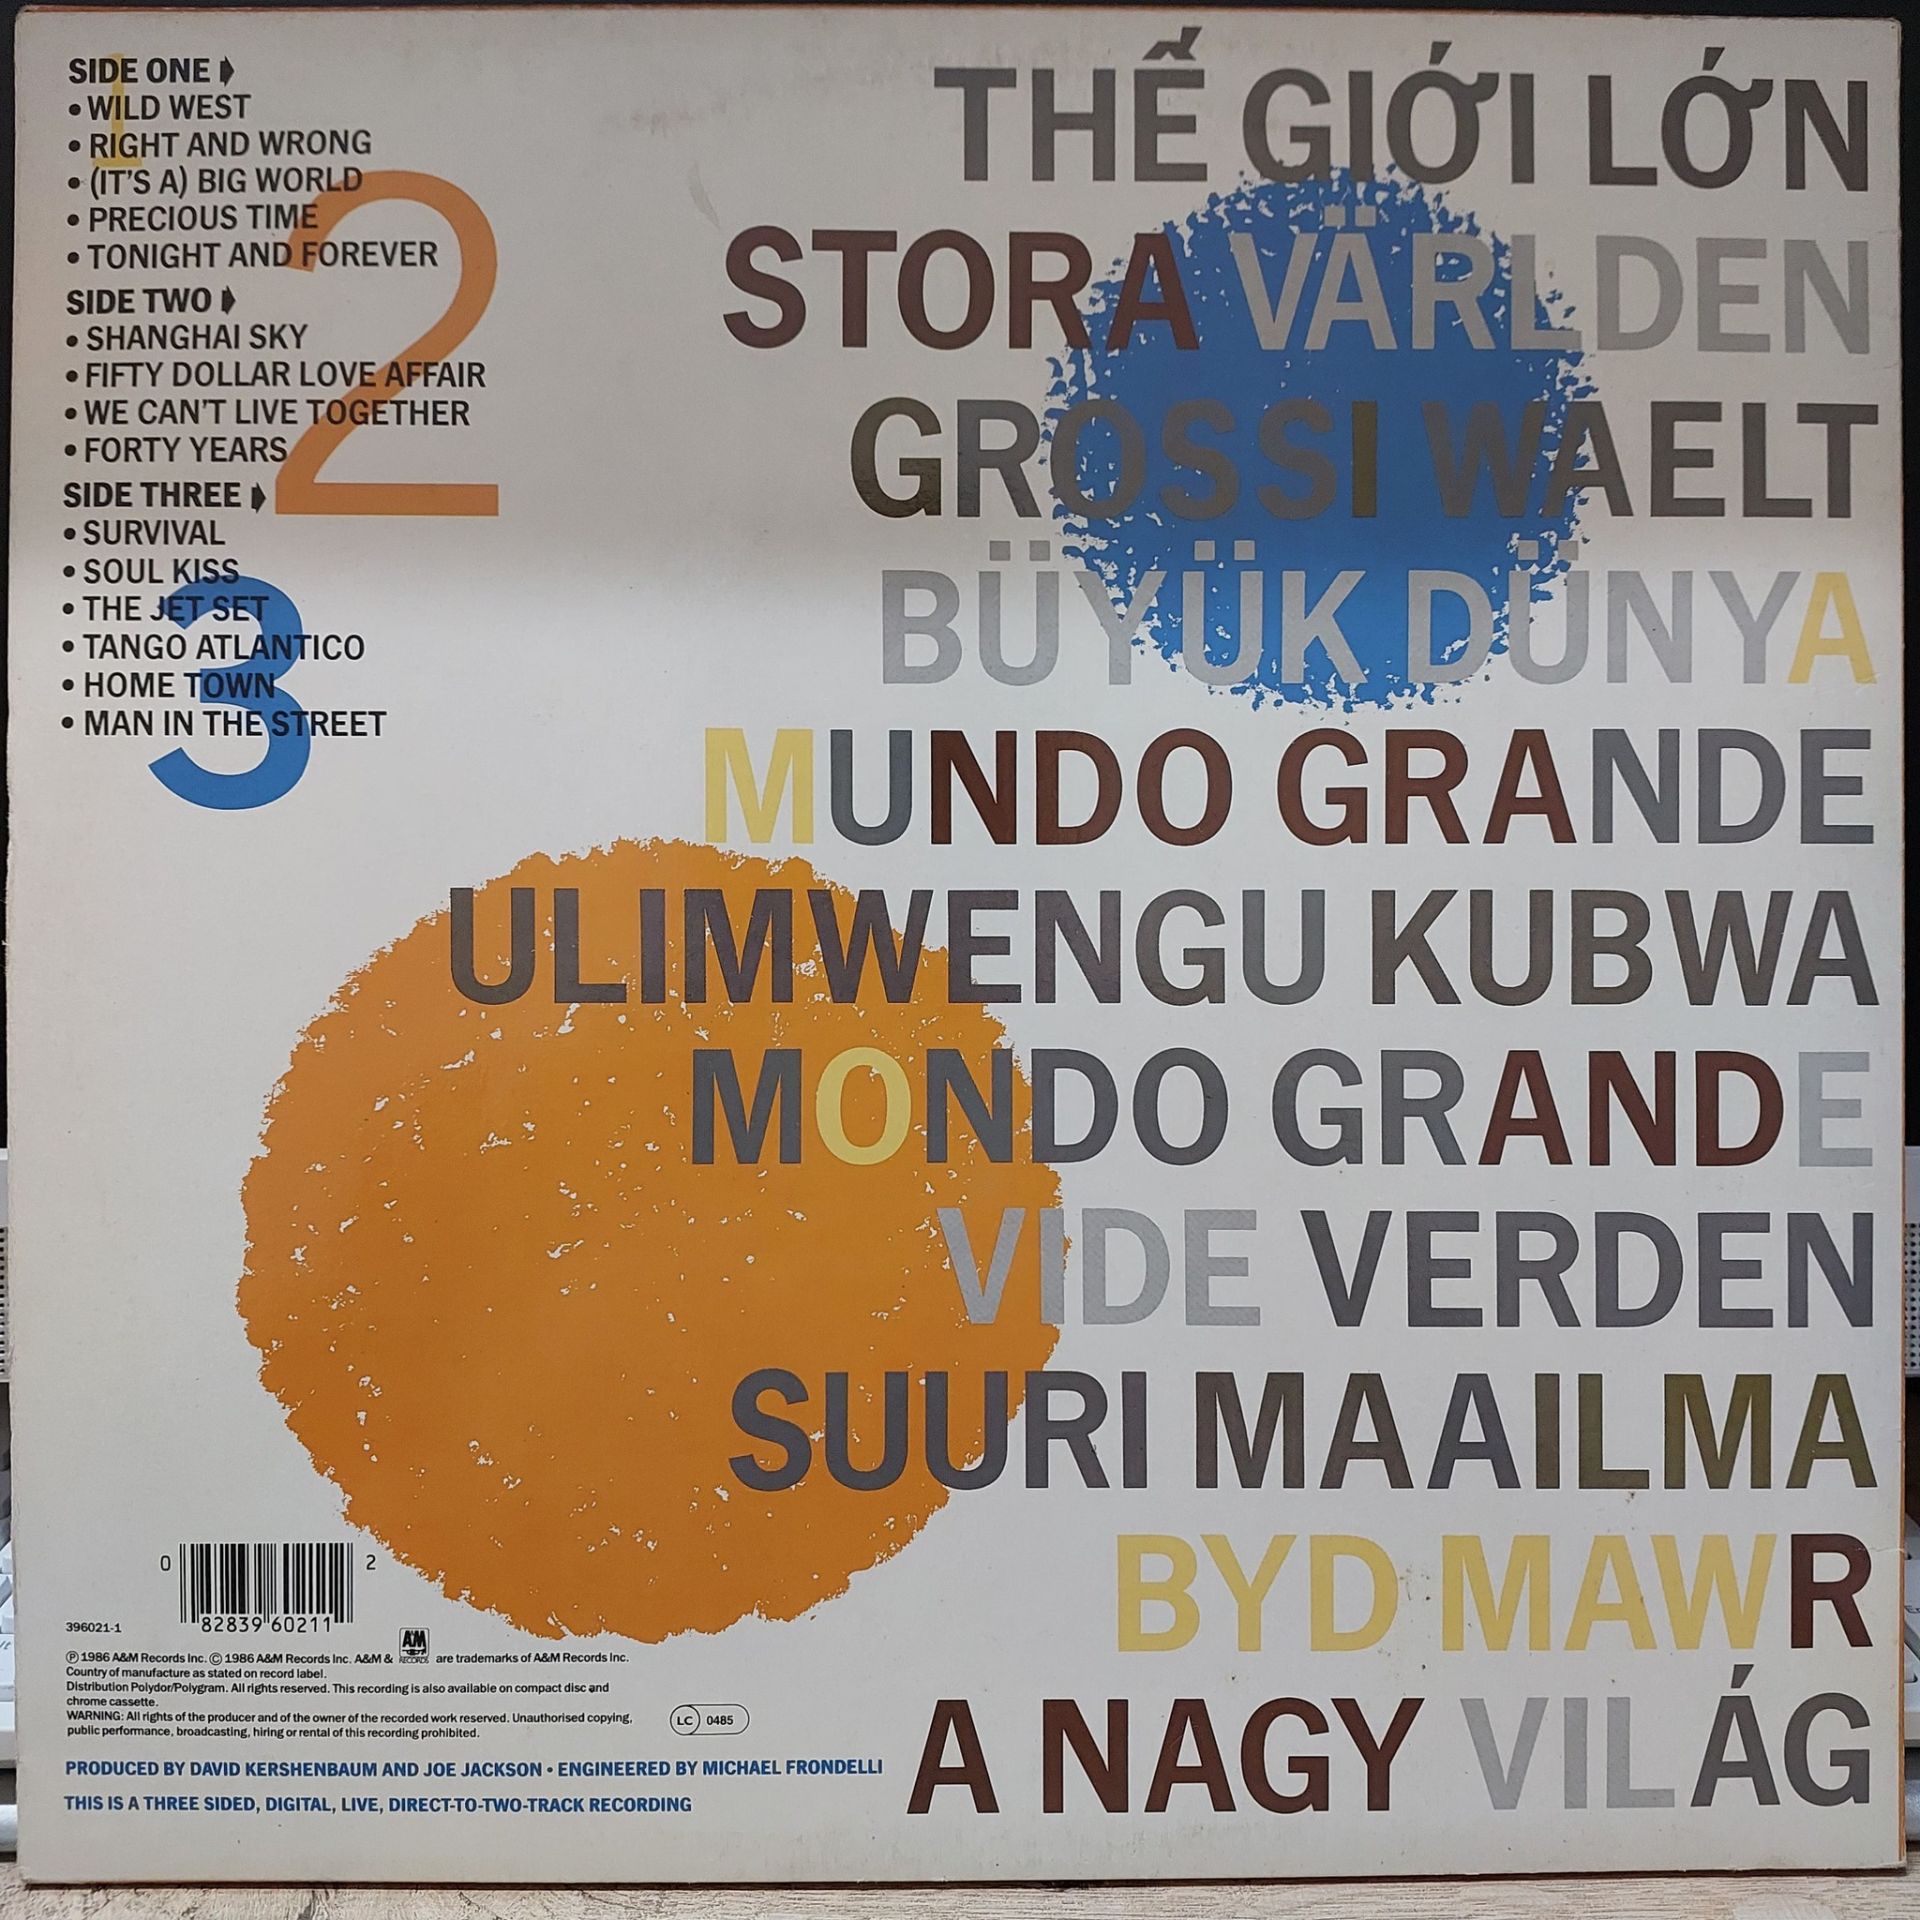 SIDE ONE
• WILD WEST
• RIGHT AND WRONG
• (IT'S A) BIG WORLD
• PRECIOUS TIME
• TONIGHT AND FOREVER
SIDE TWO
• SHANGHAI SKY
• FIFTY DOLLAR LOVE AFFAIR
• WE CAN'T LIVE TOGETHER
• FORTY YEARS
SIDE THREE
• SURVIVAL
• SOUL KISS
• THE JET SET
• TANGO ATLANTICO
• HOME TOWN
• MAN IN THE STREET
1
2
3
THẾ GIỚI LỚN
STORA VÄRLDEN
GROSSI WAELT
BÜYÜK DÜNYA
MUNDO GRANDE
ULIMWENGU KUBWA
MONDO GRANDE
VIDE VERDEN
SUURI MAAILMA
BYD MAWR
A NAGY VILÁG
0 82839 60211 2
396021-1
Ⓟ 1986 A&M Records Inc. © 1986 A&M Records Inc. A&M & A&M RECORDS are trademarks of A&M Records Inc.
Country of manufacture as stated on record label.
Distribution Polydor/Polygram. All rights reserved. This recording is also available on compact disc and
chrome cassette.
WARNING: All rights of the producer and of the owner of the recorded work reserved. Unauthorised copying,
public performance, broadcasting, hiring or rental of this recording prohibited.
LC 0485
PRODUCED BY DAVID KERSHENBAUM AND JOE JACKSON • ENGINEERED BY MICHAEL FRONDELLI
THIS IS A THREE SIDED, DIGITAL, LIVE, DIRECT-TO-TWO-TRACK RECORDING